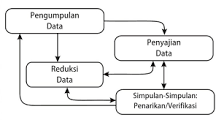 Pengumpulan
Data
Penyajian
Data
Reduksi
Data
Simpulan-Simpulan:
Penarikan/Verifikasi